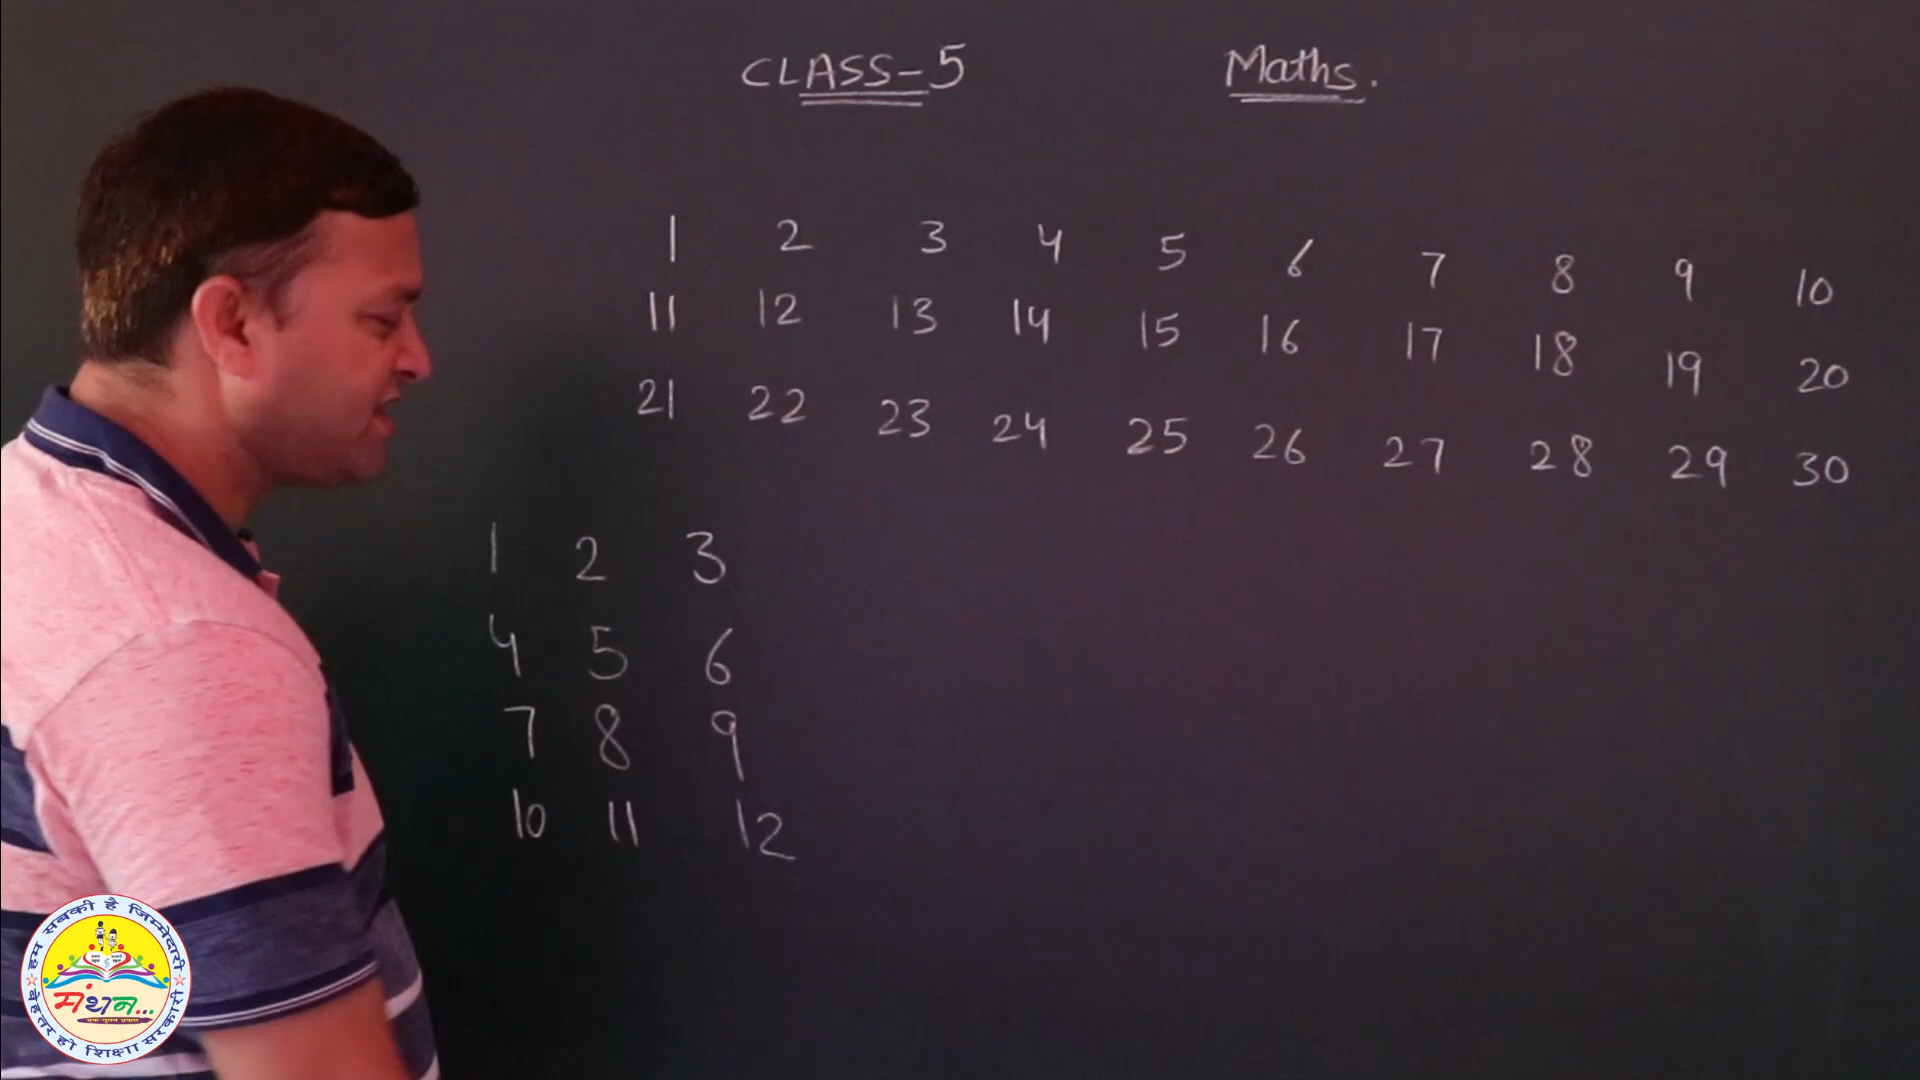 CLASS-5 Maths.
1 2 3 4 5 6 7 8 9 10
11 12 13 14 15 16 17 18 19 20
21 22 23 24 25 26 27 28 29 30
1 2 3
4 5 6
7 8 9
10 11 12
हम सबकी है जिम्मेदारी
मंथन...
बेहतर हो शिक्षा सरकारी